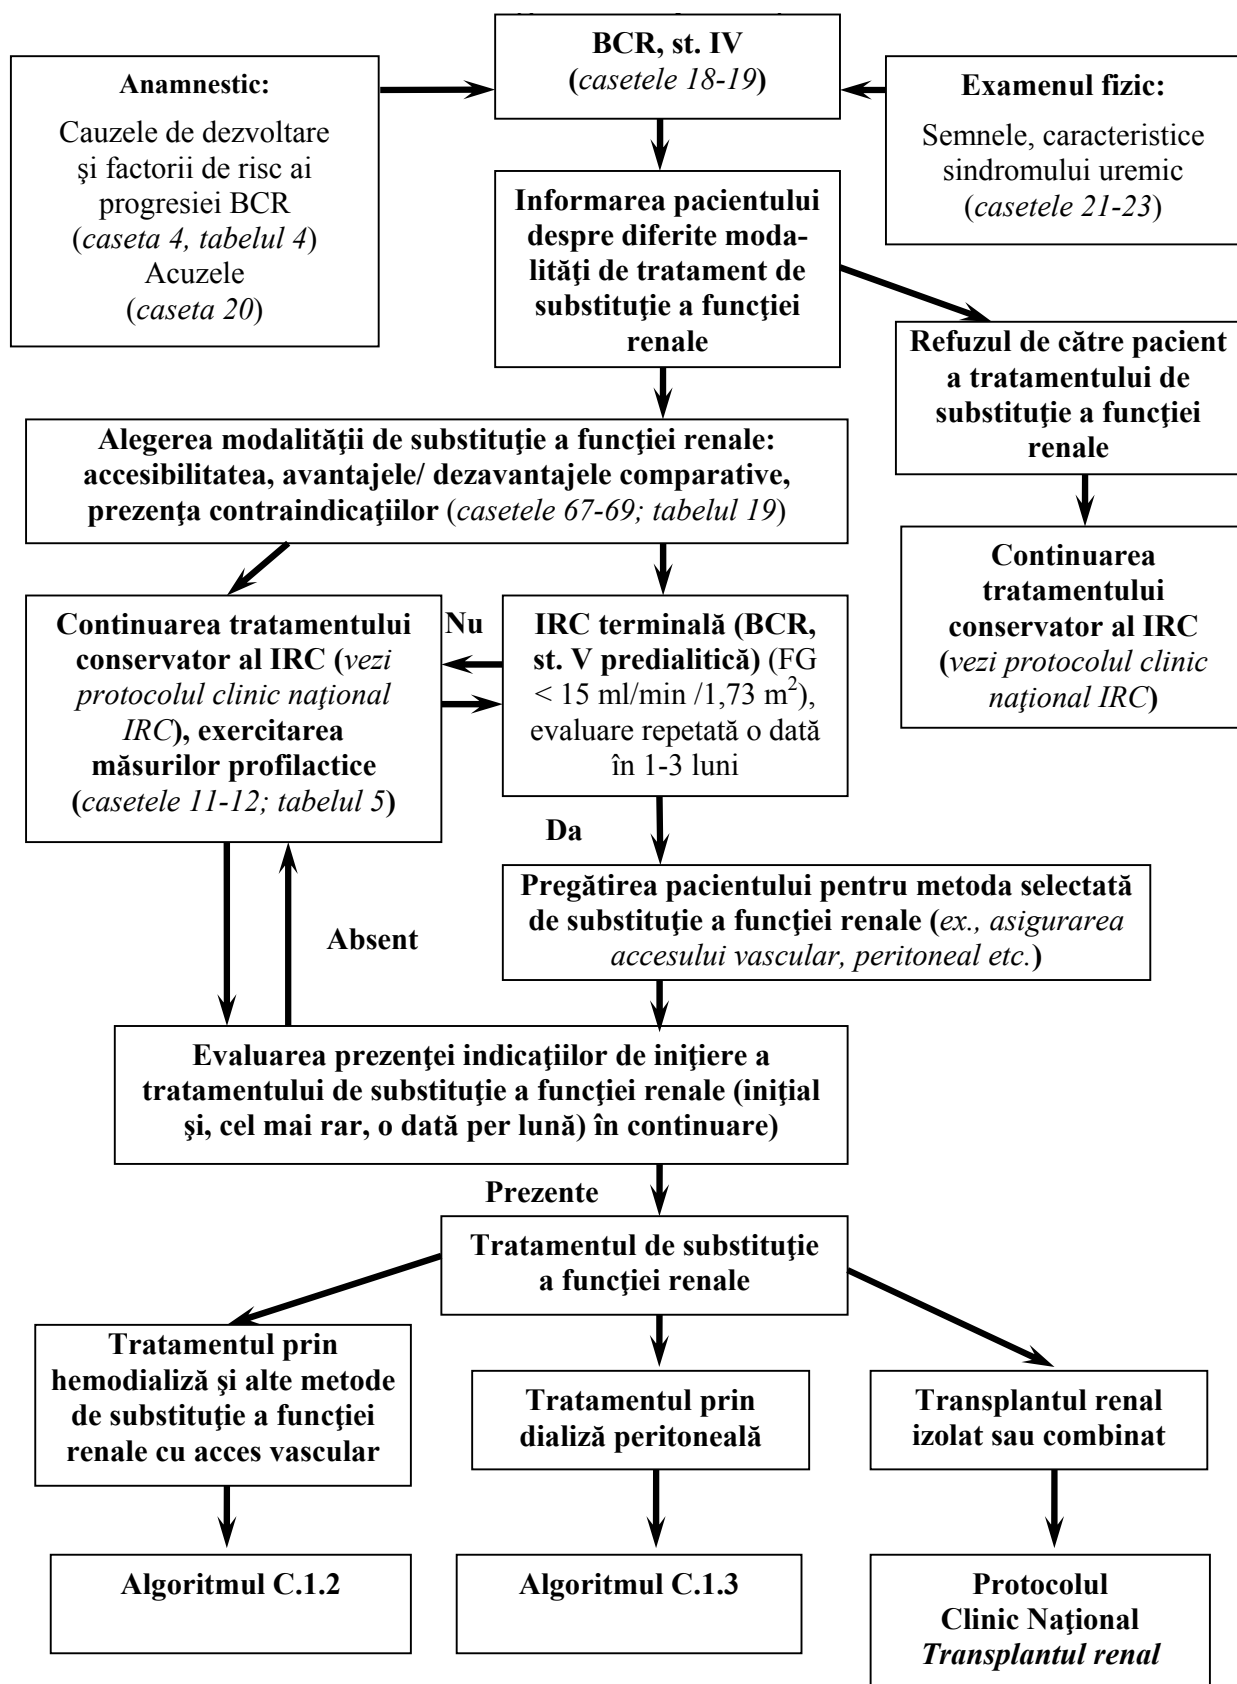 BCR, st. IV
(casetele 18-19)
Anamnestic:
Cauzele de dezvoltare
şi factorii de risc ai
progresiei BCR
(caseta 4, tabelul 4)
Acuzele
(caseta 20)
Examenul fizic:
Semnele, caracteristice
sindromului uremic
(casetele 21-23)
Informarea pacientului
despre diferite moda-
lităţi de tratament de
substituţie a funcţiei
renale
Refuzul de către pacient
a tratamentului de
substituţie a funcţiei
renale
Alegerea modalităţii de substituţie a funcţiei renale:
accesibilitatea, avantajele/ dezavantajele comparative,
prezenţa contraindicaţiilor (casetele 67-69; tabelul 19)
Continuarea
tratamentului
conservator al IRC
(vezi protocolul clinic
naţional IRC)
Continuarea tratamentului
conservator al IRC (vezi
protocolul clinic naţional
IRC), exercitarea
măsurilor profilactice
(casetele 11-12; tabelul 5)
Nu
IRC terminală (BCR,
st. V predialitică) (FG
< 15 ml/min /1,73 m²),
evaluare repetată o dată
în 1-3 luni
Da
Pregătirea pacientului pentru metoda selectată
de substituţie a funcţiei renale (ex., asigurarea
accesului vascular, peritoneal etc.)
Absent
Evaluarea prezenţei indicaţiilor de iniţiere a
tratamentului de substituţie a funcţiei renale (iniţial
şi, cel mai rar, o dată per lună) în continuare)
Prezente
Tratamentul de substituţie
a funcţiei renale
Tratamentul prin
hemodializă şi alte metode
de substituţie a funcţiei
renale cu acces vascular
Tratamentul prin
dializă peritoneală
Transplantul renal
izolat sau combinat
Algoritmul C.1.2
Algoritmul C.1.3
Protocolul
Clinic Naţional
Transplantul renal